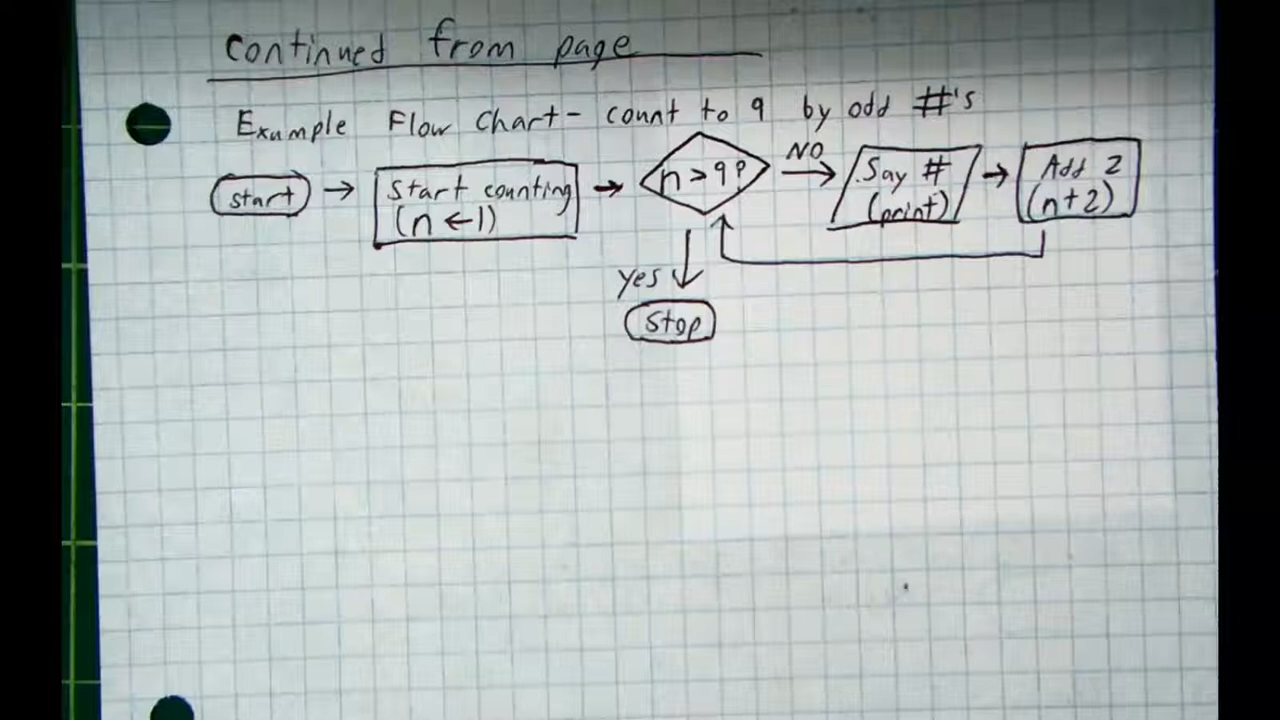 Continued from page
Example Flow Chart - count to 9 by odd #'s
Start
Start counting
(n ← 1)
n > 9?
NO
Say #
(print)
Add 2
(n+2)
yes
Stop